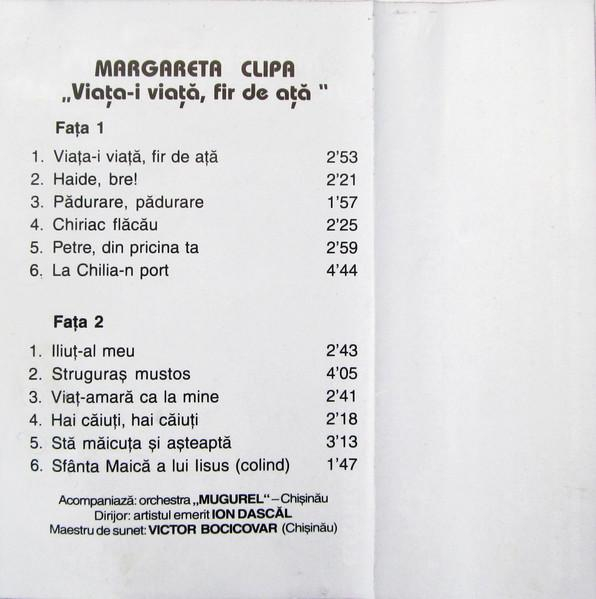 MARGARETA CLIPA
„Viața-i viață, fir de ață "
Fața 1
1. Viața-i viață, fir de ață 2'53
2. Haide, bre! 2'21
3. Pădurare, pădurare 1'57
4. Chiriac flăcău 2'25
5. Petre, din pricina ta 2'59
6. La Chilia-n port 4'44
Fața 2
1. Iliuț-al meu 2'43
2. Struguraș mustos 4'05
3. Viaț-amară ca la mine 2'41
4. Hai căiuți, hai căiuți 2'18
5. Stă măicuța și așteaptă 3'13
6. Sfânta Maică a lui Iisus (colind) 1'47
Acompaniază: orchestra „MUGUREL“ – Chișinău
Dirijor: artistul emerit ION DASCĂL
Maestru de sunet: VICTOR BOCICOVAR (Chișinău)